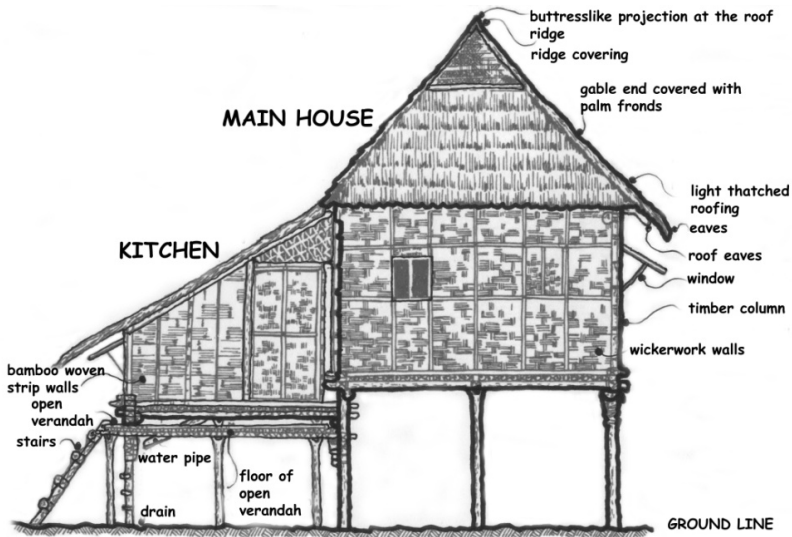 buttresslike projection at the roof
ridge
ridge covering
gable end covered with
palm fronds
MAIN HOUSE
light thatched
roofing
eaves
KITCHEN
roof eaves
window
timber column
wickerwork walls
bamboo woven
strip walls
open
verandah
stairs
water pipe
floor of
open
verandah
drain
GROUND LINE